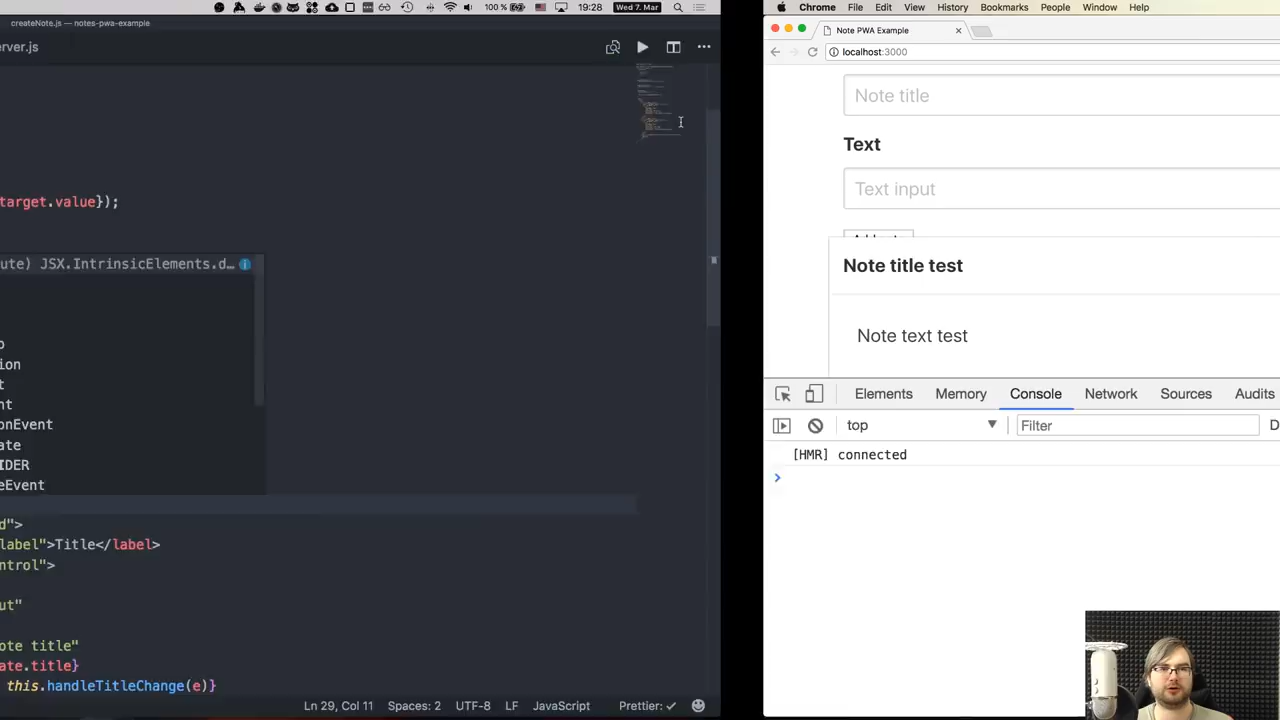 100 %
19:28
Wed 7. Mar
createNote.js — notes-pwa-example
erver.js
target.value});
ute) JSX.IntrinsicElements.d…
o
ion
t
nt
onEvent
ate
IDER
eEvent
d">
label">Title</label>
ntrol">
ut"
ote title"
ate.title}
this.handleTitleChange(e)}
Ln 29, Col 11
Spaces: 2
UTF-8
LF
JavaScript
Prettier: ✓
Chrome File Edit View History Bookmarks People Window Help
Note PWA Example
localhost:3000
Note title
Text
Text input
Note title test
Note text test
Elements Memory Console Network Sources Audits
top
Filter
D
[HMR] connected